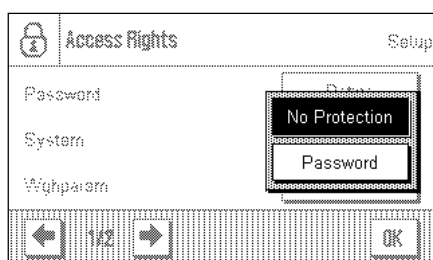 Access Rights
Setup
Password
System
Wghparam
No Protection
Password
1/2
OK